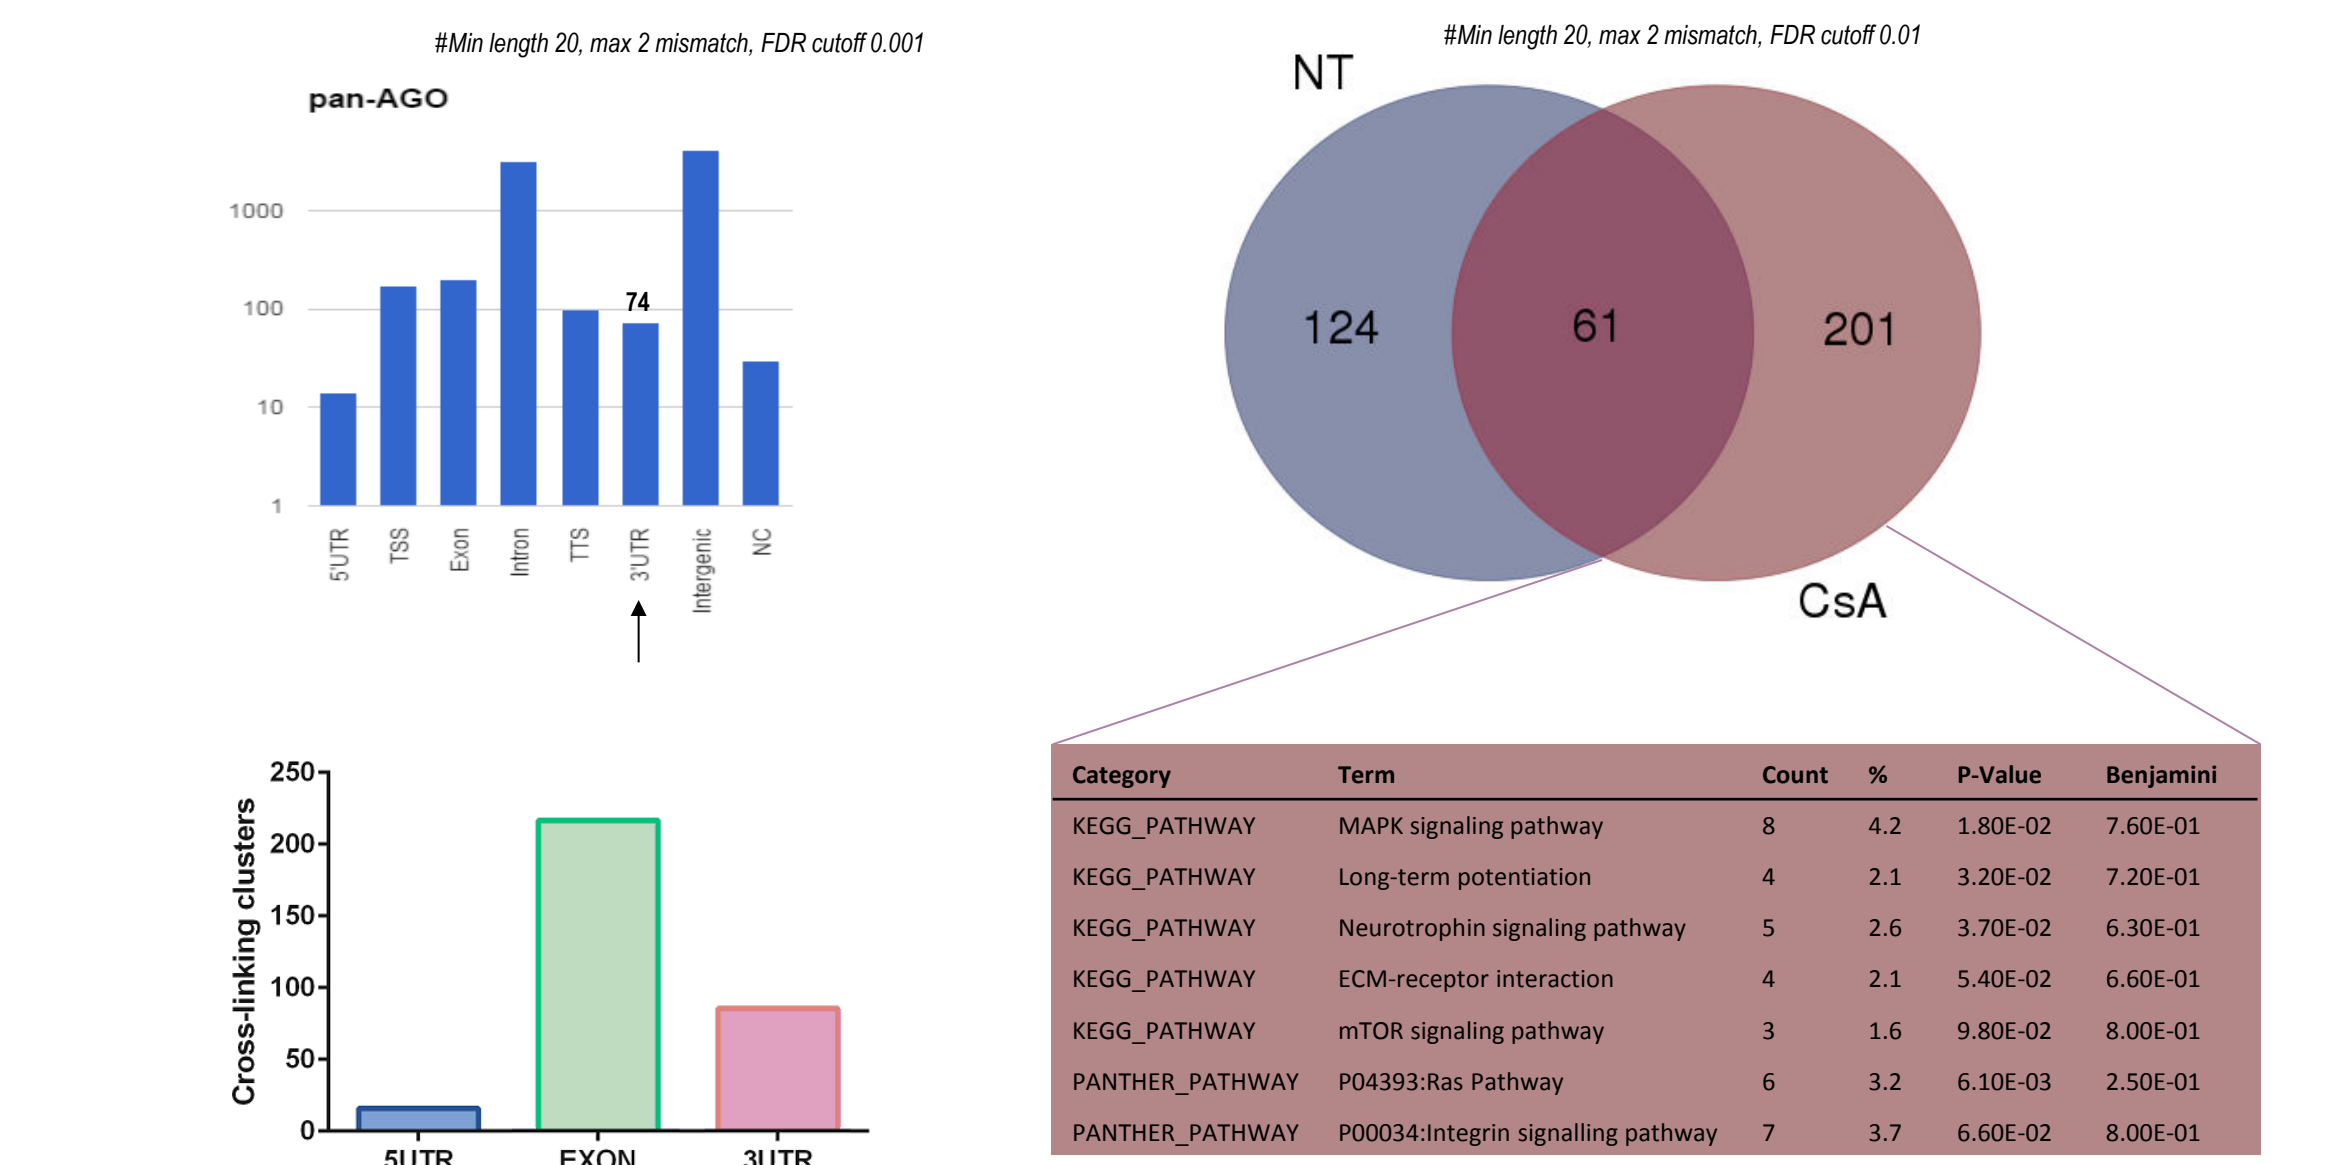 #Min length 20, max 2 mismatch, FDR cutoff 0.001
pan-AGO
1000
100
10
1
74
5'UTR
TSS
Exon
Intron
TTS
3'UTR
Intergenic
NC
Cross-linking clusters
250
200
150
100
50
0
5UTR
EXON
3UTR
#Min length 20, max 2 mismatch, FDR cutoff 0.01
NT
124
61
201
CsA
Category Term Count % P-Value Benjamini
KEGG_PATHWAY MAPK signaling pathway 8 4.2 1.80E-02 7.60E-01
KEGG_PATHWAY Long-term potentiation 4 2.1 3.20E-02 7.20E-01
KEGG_PATHWAY Neurotrophin signaling pathway 5 2.6 3.70E-02 6.30E-01
KEGG_PATHWAY ECM-receptor interaction 4 2.1 5.40E-02 6.60E-01
KEGG_PATHWAY mTOR signaling pathway 3 1.6 9.80E-02 8.00E-01
PANTHER_PATHWAY P04393:Ras Pathway 6 3.2 6.10E-03 2.50E-01
PANTHER_PATHWAY P00034:Integrin signalling pathway 7 3.7 6.60E-02 8.00E-01